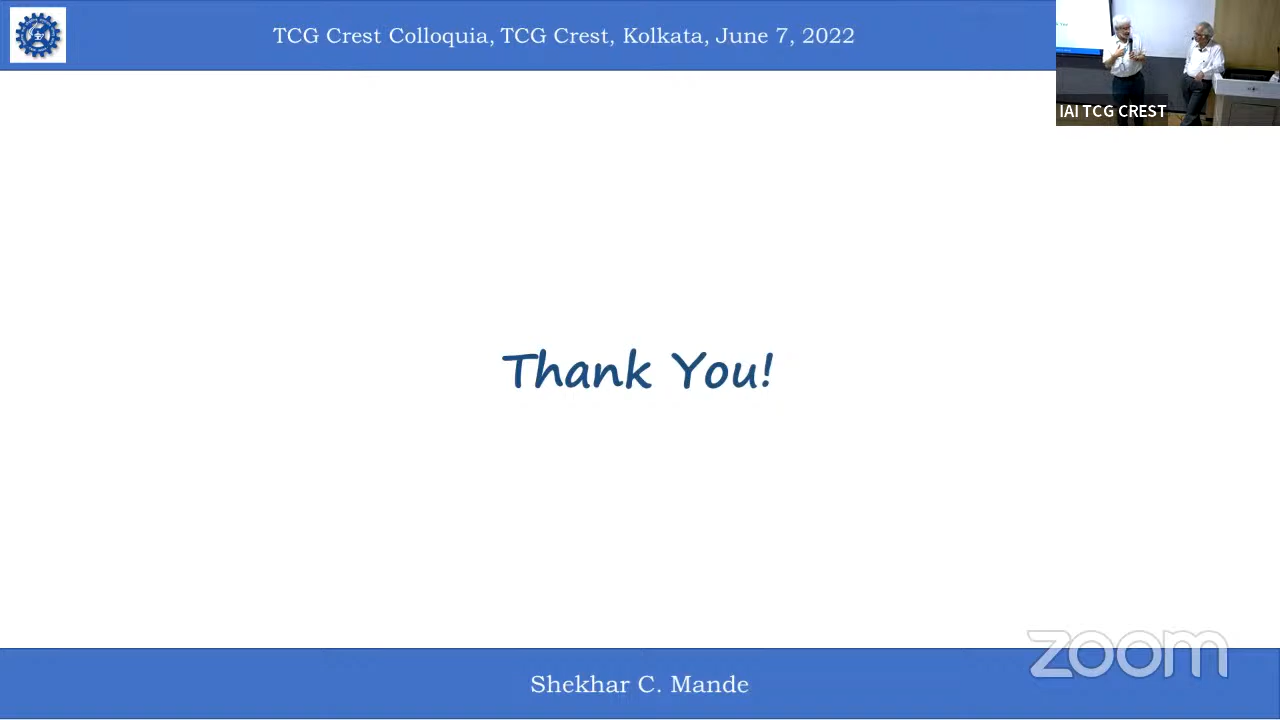 TCG Crest Colloquia, TCG Crest, Kolkata, June 7, 2022
IAI TCG CREST
Thank You!
zoom
Shekhar C. Mande